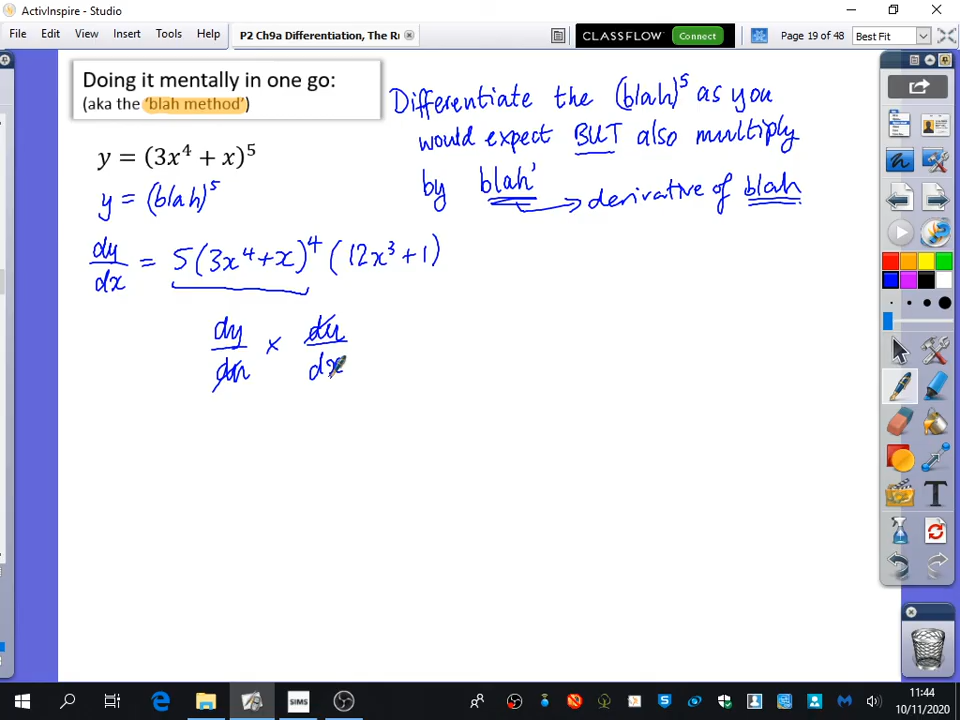 ActivInspire - Studio
File Edit View Insert Tools Help
P2 Ch9a Differentiation, The Ru
CLASSFLOW Connect
Page 19 of 48 Best Fit
Doing it mentally in one go:
(aka the 'blah method')
Differentiate the (blah)⁵ as you
would expect BUT also multiply
by blah' → derivative of blah
y = (3x⁴ + x)⁵
y = (blah)⁵
dy/dx = 5(3x⁴+x)⁴ (12x³+1)
dy/du × du/dx
SIMS
11:44
10/11/2020